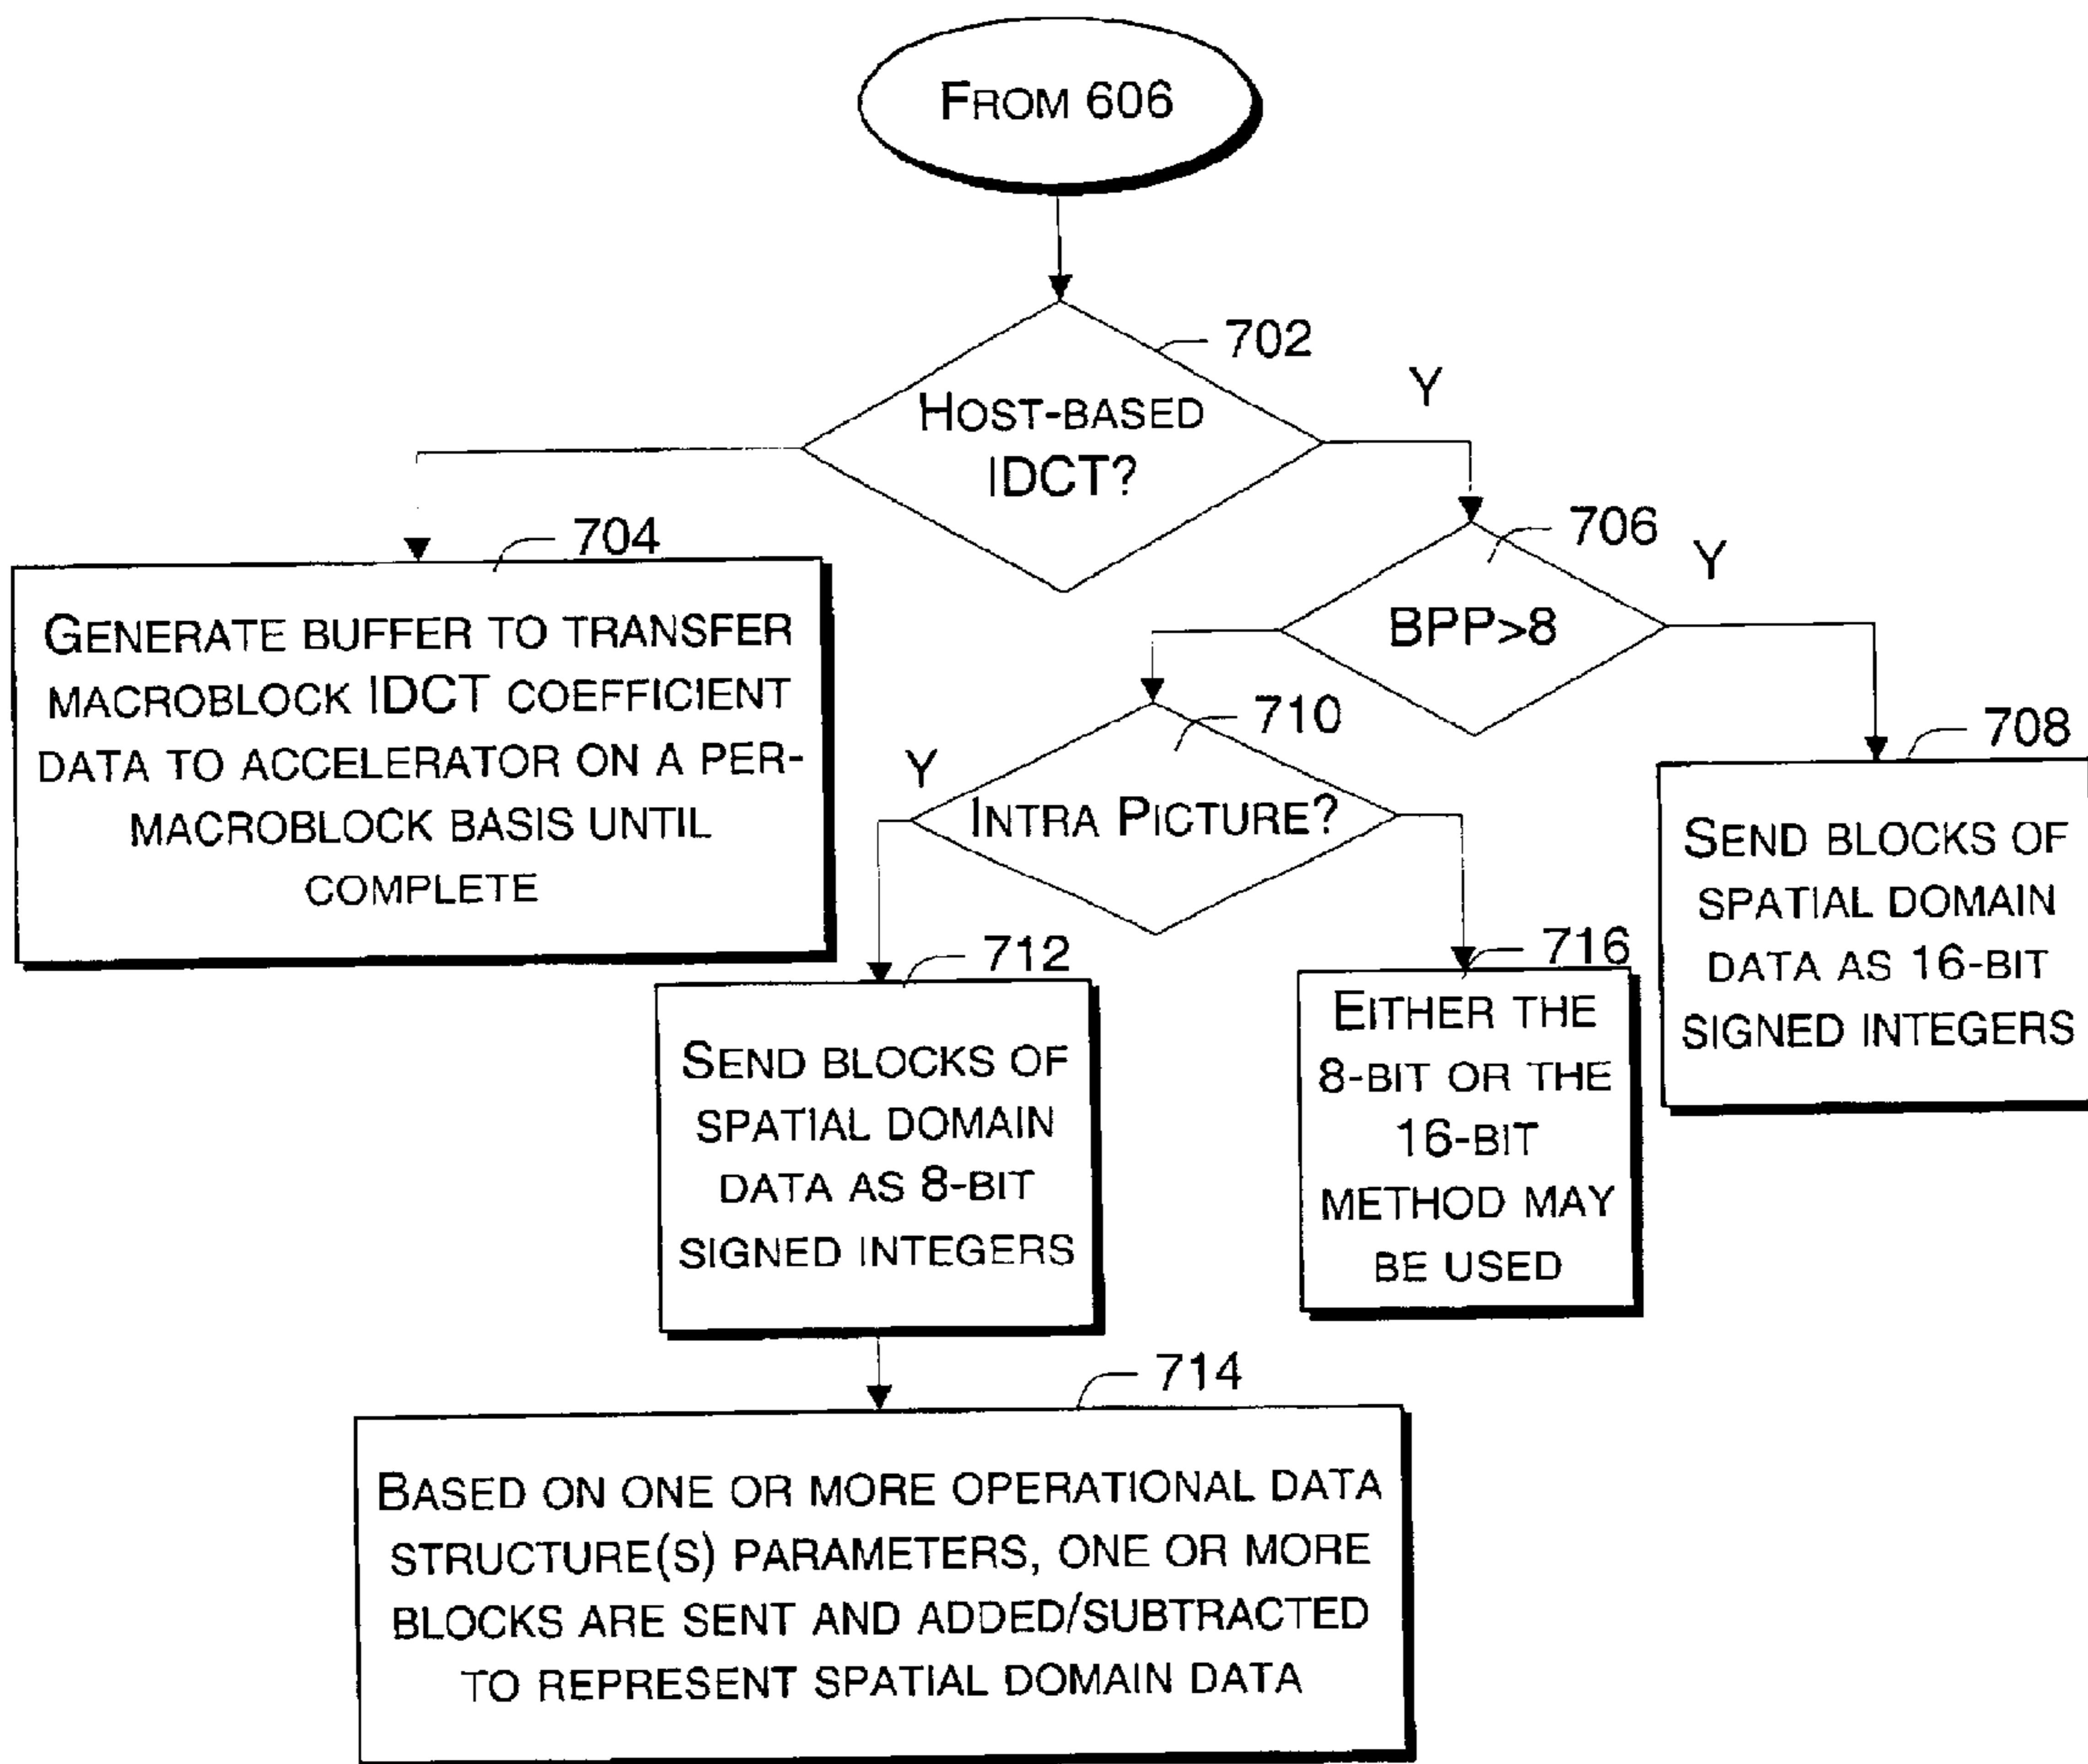 FROM 606
702
HOST-BASED
IDCT?
Y
704
GENERATE BUFFER TO TRANSFER
MACROBLOCK IDCT COEFFICIENT
DATA TO ACCELERATOR ON A PER-
MACROBLOCK BASIS UNTIL
COMPLETE
706
BPP>8
Y
708
SEND BLOCKS OF
SPATIAL DOMAIN
DATA AS 16-BIT
SIGNED INTEGERS
710
INTRA PICTURE?
Y
712
SEND BLOCKS OF
SPATIAL DOMAIN
DATA AS 8-BIT
SIGNED INTEGERS
716
EITHER THE
8-BIT OR THE
16-BIT
METHOD MAY
BE USED
714
BASED ON ONE OR MORE OPERATIONAL DATA
STRUCTURE(S) PARAMETERS, ONE OR MORE
BLOCKS ARE SENT AND ADDED/SUBTRACTED
TO REPRESENT SPATIAL DOMAIN DATA